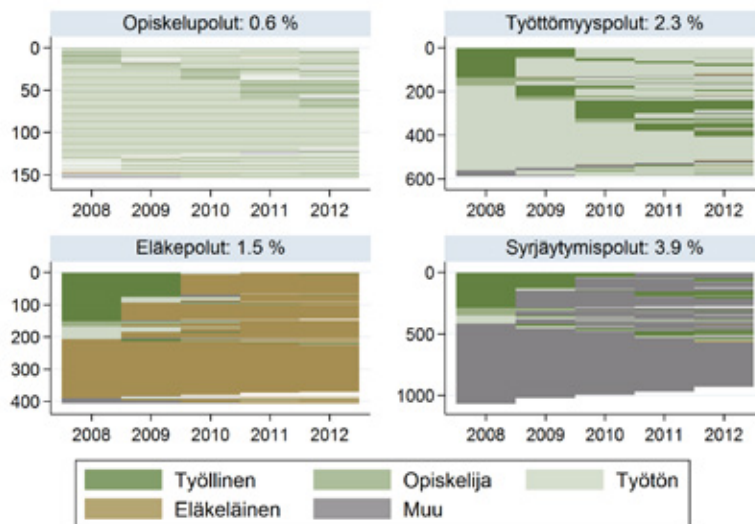 Opiskelupolut: 0.6 %
0
50
100
150
2008 2009 2010 2011 2012
Työttömyyspolut: 2.3 %
0
200
400
600
2008 2009 2010 2011 2012
Eläkepolut: 1.5 %
0
100
200
300
400
2008 2009 2010 2011 2012
Syrjäytymispolut: 3.9 %
0
500
1000
2008 2009 2010 2011 2012
Työllinen Opiskelija Työtön
Eläkeläinen Muu